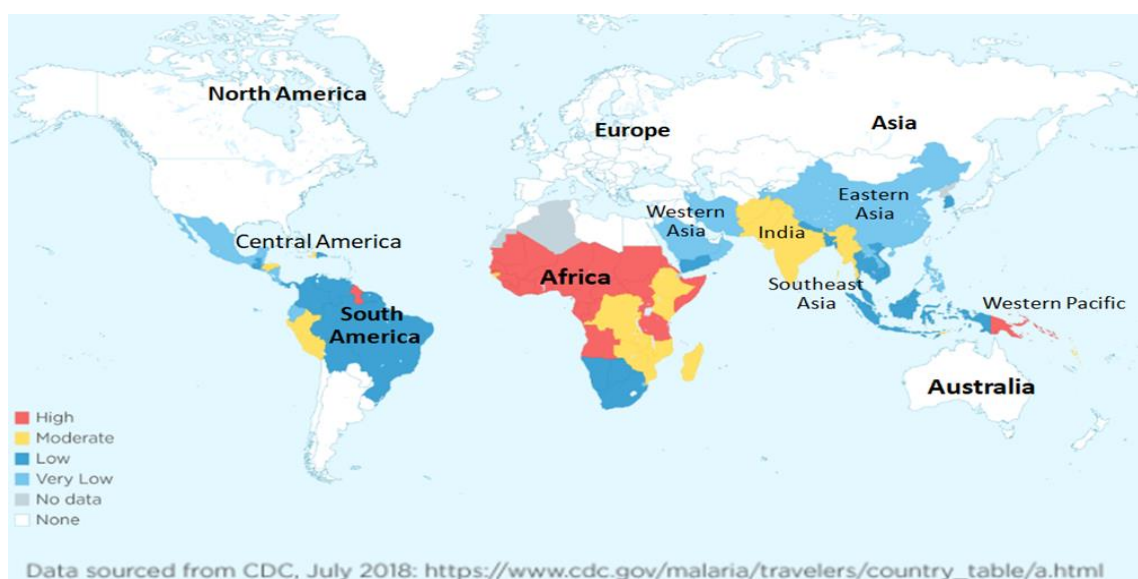 North America
Europe
Asia
Central America
Western
Asia
Eastern
Asia
India
Africa
Southeast
Asia
Western Pacific
South
America
Australia
High
Moderate
Low
Very Low
No data
None
Data sourced from CDC, July 2018: https://www.cdc.gov/malaria/travelers/country_table/a.html